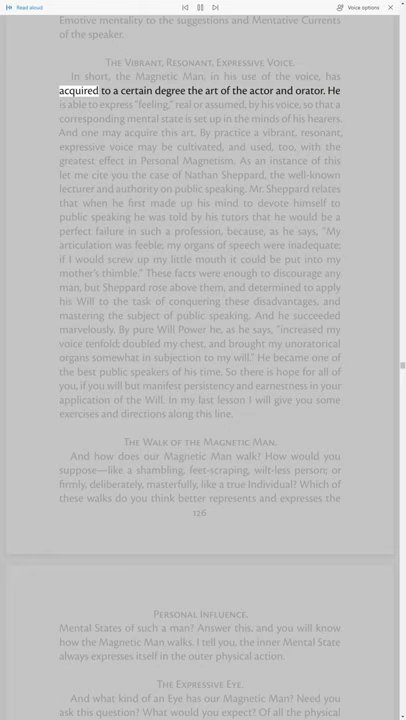 Read aloud
Voice options
Emotive mentality to the suggestions and Mentative Currents
of the speaker.
The Vibrant, Resonant, Expressive Voice.
In short, the Magnetic Man, in his use of the voice, has
acquired to a certain degree the art of the actor and orator. He
is able to express "feeling," real or assumed, by his voice, so that a
corresponding mental state is set up in the minds of his hearers.
And one may acquire this art. By practice a vibrant, resonant,
expressive voice may be cultivated, and used, too, with the
greatest effect in Personal Magnetism. As an instance of this
let me cite you the case of Nathan Sheppard, the well-known
lecturer and authority on public speaking. Mr. Sheppard relates
that when he first made up his mind to devote himself to
public speaking he was told by his tutors that he would be a
perfect failure in such a profession, because, as he says, "My
articulation was feeble; my organs of speech were inadequate;
if I would screw up my little mouth it could be put into my
mother's thimble." These facts were enough to discourage any
man, but Sheppard rose above them, and determined to apply
his Will to the task of conquering these disadvantages, and
mastering the subject of public speaking. And he succeeded
marvelously. By pure Will Power he, as he says, "increased my
voice tenfold; doubled my chest, and brought my unoratorical
organs somewhat in subjection to my will." He became one of
the best public speakers of his time. So there is hope for all of
you, if you will but manifest persistency and earnestness in your
application of the Will. In my last lesson I will give you some
exercises and directions along this line.
The Walk of the Magnetic Man.
And how does our Magnetic Man walk? How would you
suppose—like a shambling, feet-scraping, wilt-less person; or
firmly, deliberately, masterfully, like a true Individual? Which of
these walks do you think better represents and expresses the
126
Personal Influence.
Mental States of such a man? Answer this, and you will know
how the Magnetic Man walks. I tell you, the inner Mental State
always expresses itself in the outer physical action.
The Expressive Eye.
And what kind of an Eye has our Magnetic Man? Need you
ask this question? What would you expect? Of all the physical